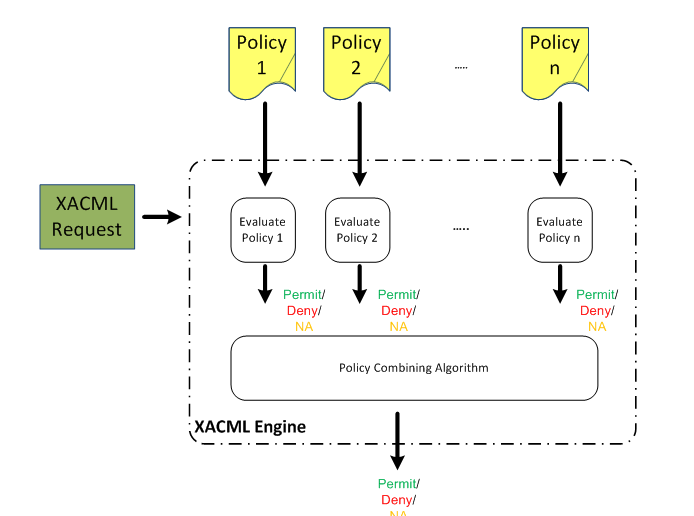 Policy
1
Policy
2
.....
Policy
n
XACML
Request
Evaluate
Policy 1
Evaluate
Policy 2
.....
Evaluate
Policy n
Permit/
Deny/
NA
Permit/
Deny/
NA
Permit/
Deny/
NA
Policy Combining Algorithm
XACML Engine
Permit/
Deny/
NA